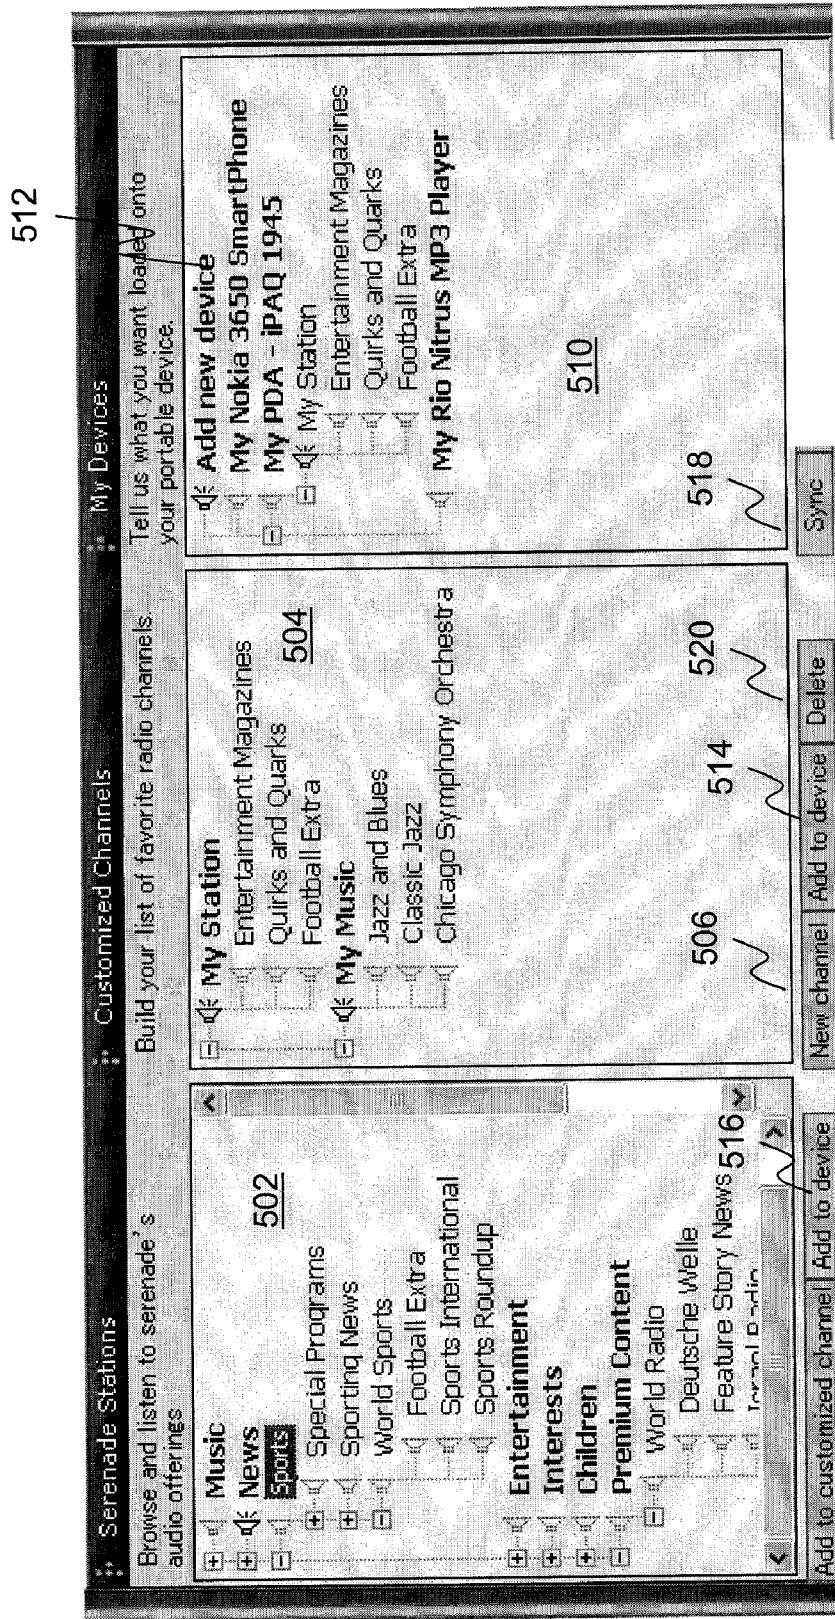 512
Serenade Stations
Browse and listen to serenade's
audio offerings
Music
News
Sports
Special Programs
Sporting News
World Sports
Football Extra
Sports International
Sports Roundup
Entertainment
Interests
Children
Premium Content
World Radio
Deutsche Welle
Feature Story News
Israel Radio
502
516
Add to customized channel
Add to device
Customized Channels
Build your list of favorite radio channels.
My Station
Entertainment Magazines
Quirks and Quarks
Football Extra
My Music
Jazz and Blues
Classic Jazz
Chicago Symphony Orchestra
504
506
514
520
New channel
Add to device
Delete
My Devices
Tell us what you want loaded onto
your portable device.
Add new device
My Nokia 3650 SmartPhone
My PDA - iPAQ 1945
My Station
Entertainment Magazines
Quirks and Quarks
Football Extra
My Rio Nitrus MP3 Player
510
518
Sync